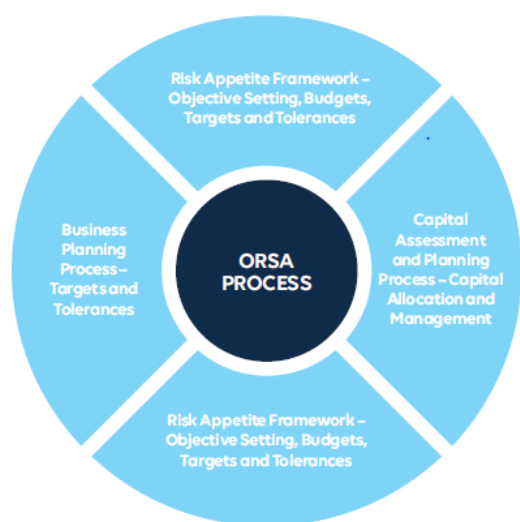 Risk Appetite Framework –
Objective Setting, Budgets,
Targets and Tolerances
Business
Planning
Process –
Targets and
Tolerances
ORSA
PROCESS
Capital
Assessment
and Planning
Process – Capital
Allocation and
Management
Risk Appetite Framework –
Objective Setting, Budgets,
Targets and Tolerances